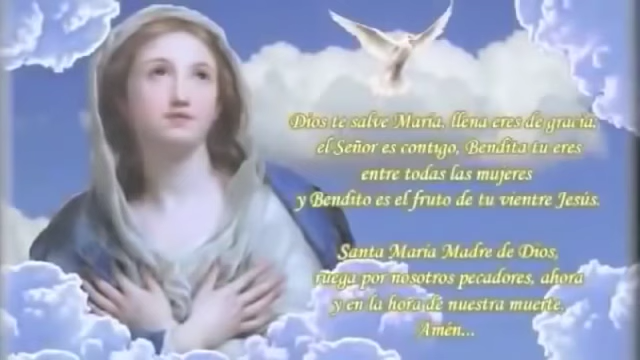 Dios te salve María, llena eres de gracia,
el Señor es contigo, Bendita tu eres
entre todas las mujeres
y Bendito es el fruto de tu vientre Jesús.
Santa María Madre de Dios,
ruega por nosotros pecadores, ahora
y en la hora de nuestra muerte.
Amén...